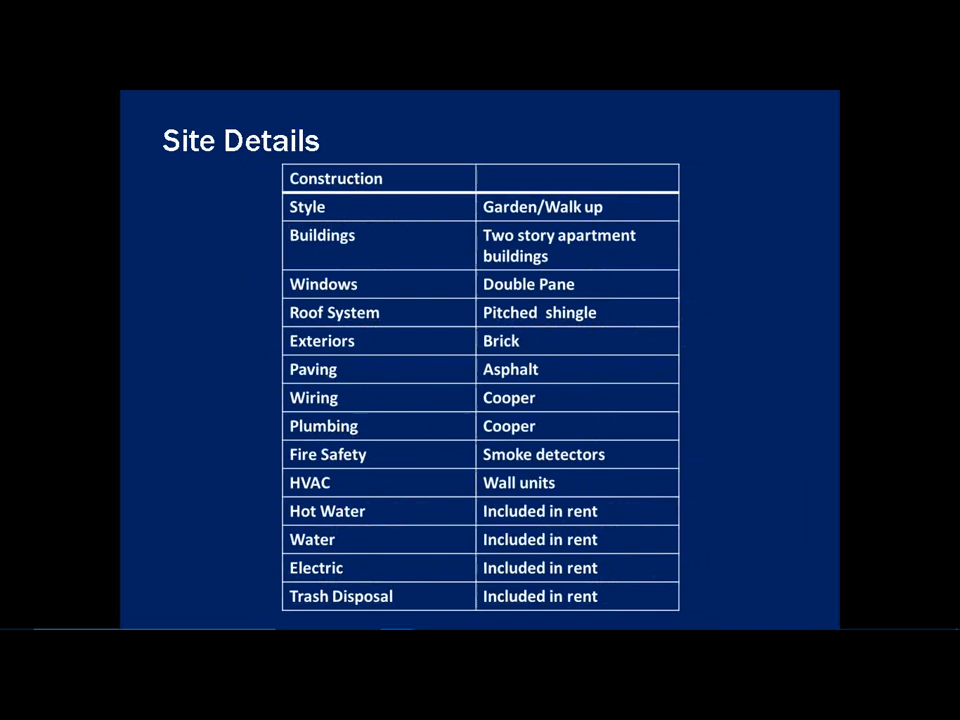 Site Details
Construction
Style Garden/Walk up
Buildings Two story apartment
buildings
Windows Double Pane
Roof System Pitched shingle
Exteriors Brick
Paving Asphalt
Wiring Cooper
Plumbing Cooper
Fire Safety Smoke detectors
HVAC Wall units
Hot Water Included in rent
Water Included in rent
Electric Included in rent
Trash Disposal Included in rent